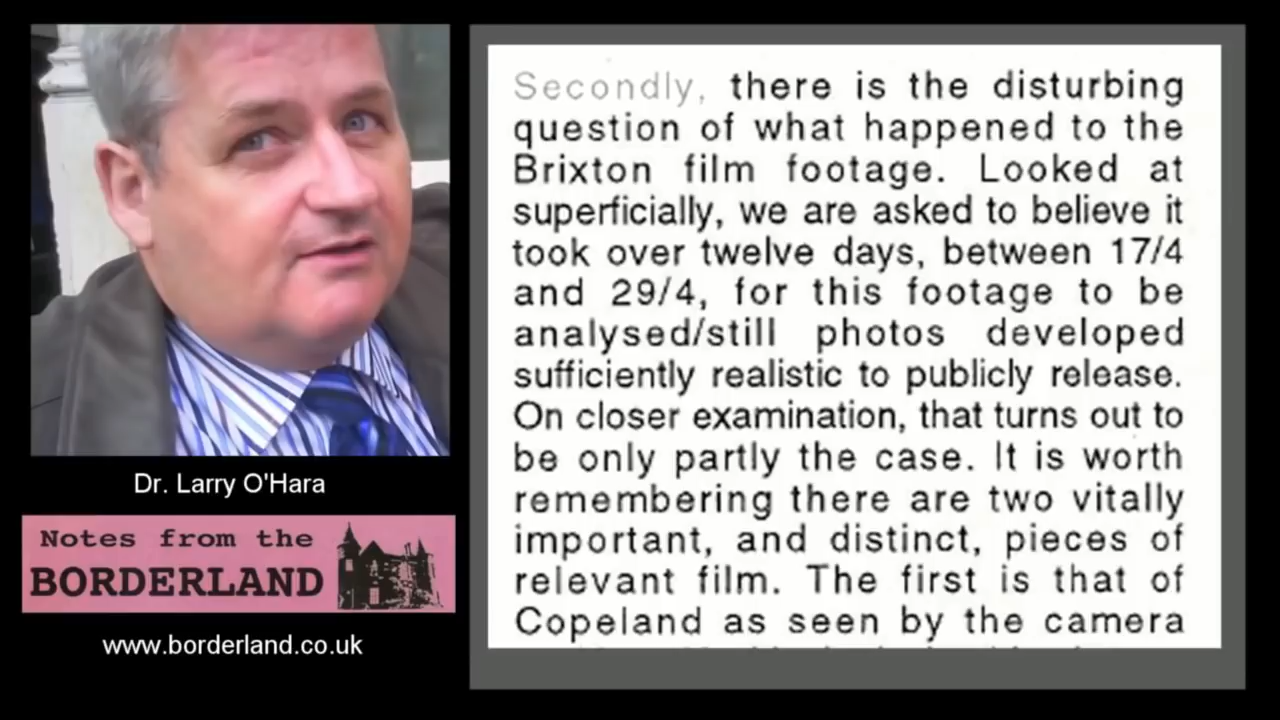 Dr. Larry O'Hara
Notes from the
BORDERLAND
www.borderland.co.uk
Secondly, there is the disturbing
question of what happened to the
Brixton film footage. Looked at
superficially, we are asked to believe it
took over twelve days, between 17/4
and 29/4, for this footage to be
analysed/still photos developed
sufficiently realistic to publicly release.
On closer examination, that turns out to
be only partly the case. It is worth
remembering there are two vitally
important, and distinct, pieces of
relevant film. The first is that of
Copeland as seen by the camera